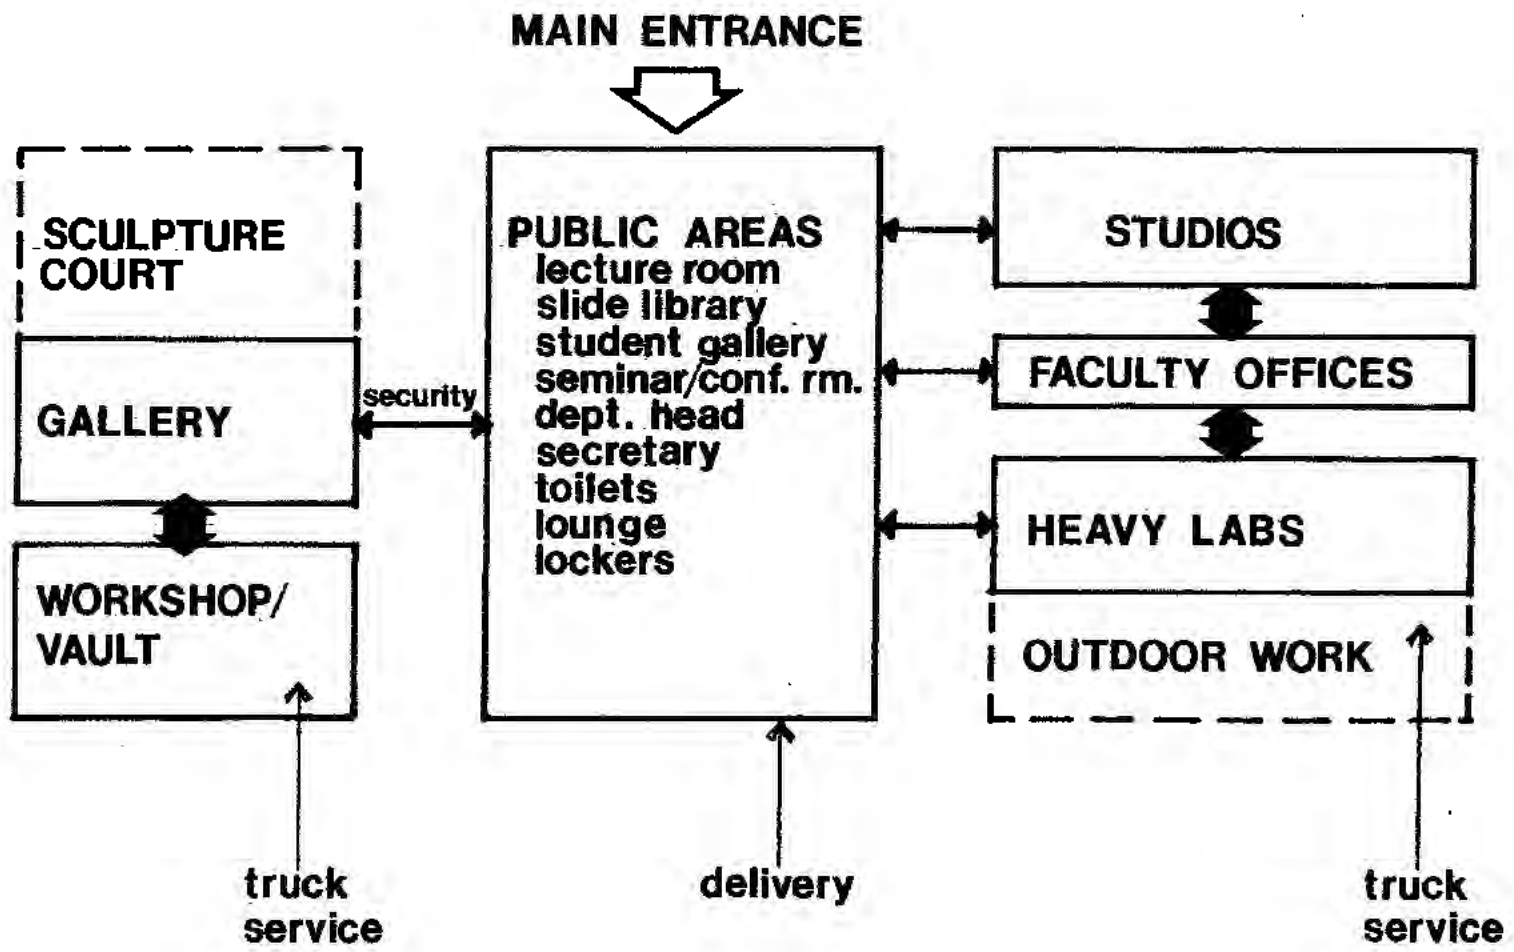 MAIN ENTRANCE
SCULPTURE
COURT
GALLERY
security
WORKSHOP/
VAULT
truck
service
PUBLIC AREAS
lecture room
slide library
student gallery
seminar/conf. rm.
dept. head
secretary
toilets
lounge
lockers
delivery
STUDIOS
FACULTY OFFICES
HEAVY LABS
OUTDOOR WORK
truck
service